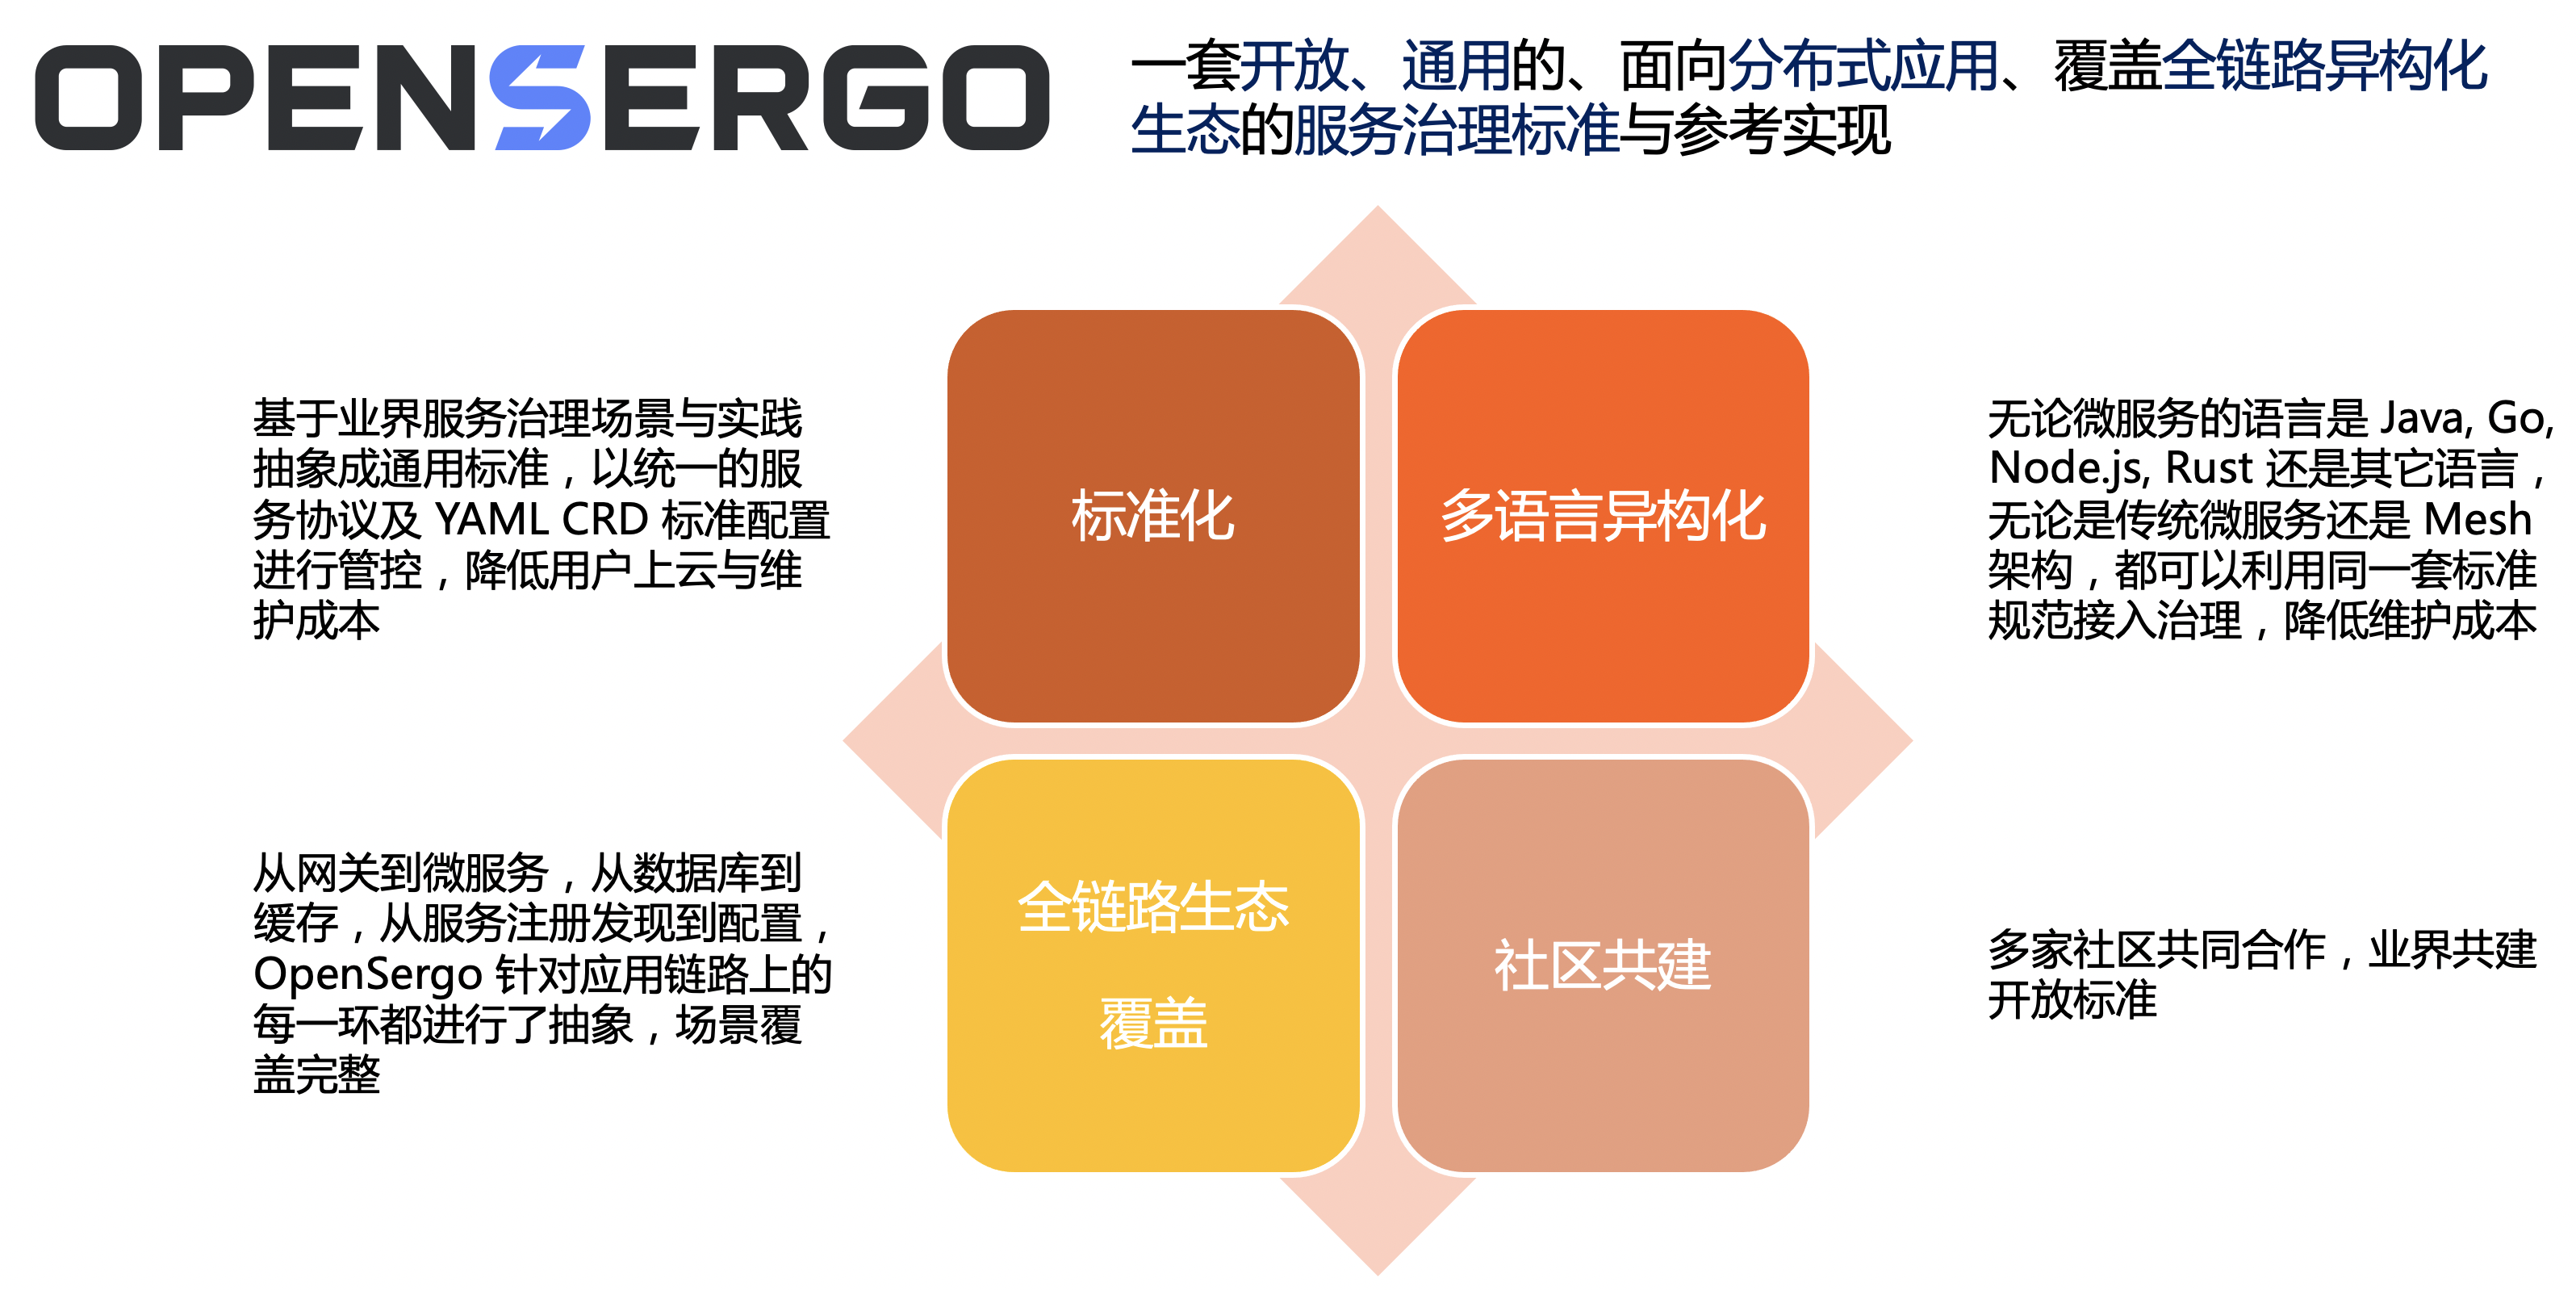 OPENSERGO
一套开放、通用的、面向分布式应用、覆盖全链路异构化
生态的服务治理标准与参考实现
基于业界服务治理场景与实践
抽象成通用标准，以统一的服
务协议及 YAML CRD 标准配置
进行管控，降低用户上云与维
护成本
标准化
多语言异构化
无论微服务的语言是 Java, Go,
Node.js, Rust 还是其它语言，
无论是传统微服务还是 Mesh
架构，都可以利用同一套标准
规范接入治理，降低维护成本
从网关到微服务，从数据库到
缓存，从服务注册发现到配置，
OpenSergo 针对应用链路上的
每一环都进行了抽象，场景覆
盖完整
全链路生态
覆盖
社区共建
多家社区共同合作，业界共建
开放标准